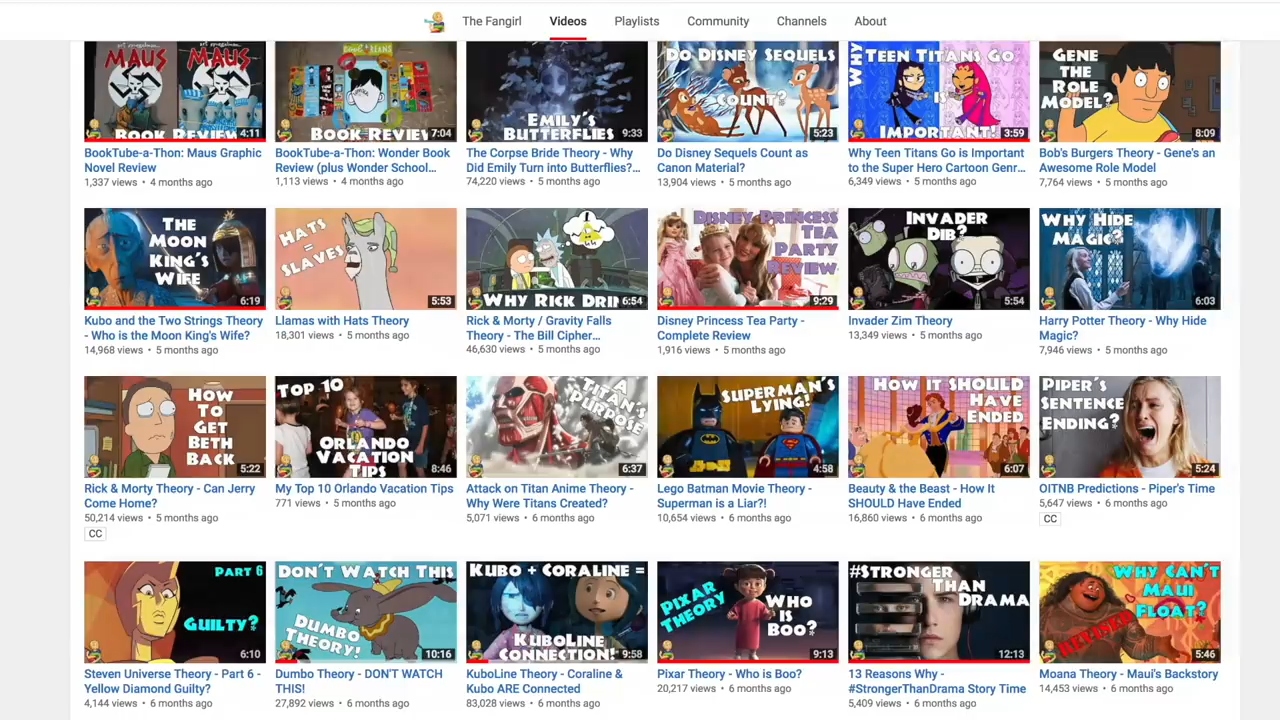 The Fangirl Videos Playlists Community Channels About
art spiegelman art spiegelman
MAUS MAUS
BOOK REVIEW
4:11
BOOK REVIEW
7:04
EMILY'S
BUTTERFLIES
9:33
DO DISNEY SEQUELS
COUNT?
5:23
WHY
TEEN TITANS GO
IS
IMPORTANT!
3:59
GENE
THE
ROLE
MODEL?
8:09
BookTube-a-Thon: Maus Graphic
Novel Review
1,337 views • 4 months ago
BookTube-a-Thon: Wonder Book
Review (plus Wonder School...
1,113 views • 4 months ago
The Corpse Bride Theory - Why
Did Emily Turn into Butterflies?...
74,220 views • 5 months ago
Do Disney Sequels Count as
Canon Material?
13,904 views • 5 months ago
Why Teen Titans Go is Important
to the Super Hero Cartoon Genr...
6,349 views • 5 months ago
Bob's Burgers Theory - Gene's an
Awesome Role Model
7,764 views • 5 months ago
THE
MOON
KING'S
WIFE
6:19
HATS
=
SLAVES
5:53
!
WHY RICK DRI
6:54
DISNEY PRINCESS
TEA
PARTY
REVIEW
9:29
INVADER
DIB?
5:54
WHY HIDE
MAGIC?
6:03
Kubo and the Two Strings Theory
- Who is the Moon King's Wife?
14,968 views • 5 months ago
Llamas with Hats Theory
18,301 views • 5 months ago
Rick & Morty / Gravity Falls
Theory - The Bill Cipher...
46,630 views • 5 months ago
Disney Princess Tea Party -
Complete Review
1,916 views • 5 months ago
Invader Zim Theory
13,349 views • 5 months ago
Harry Potter Theory - Why Hide
Magic?
7,946 views • 5 months ago
HOW
TO
GET
BETH
BACK
5:22
TOP 10
ORLANDO
VACATION
TIPS
8:46
A
TITAN'S
PURPOSE
6:37
SUPERMAN'S
LYING!
4:58
HOW IT SHOULD
HAVE
ENDED
6:07
PIPER'S
SENTENCE
ENDING?
5:24
Rick & Morty Theory - Can Jerry
Come Home?
50,214 views • 5 months ago
CC
My Top 10 Orlando Vacation Tips
771 views • 5 months ago
Attack on Titan Anime Theory -
Why Were Titans Created?
5,071 views • 6 months ago
Lego Batman Movie Theory -
Superman is a Liar?!
10,654 views • 6 months ago
Beauty & the Beast - How It
SHOULD Have Ended
16,860 views • 6 months ago
OITNB Predictions - Piper's Time
5,647 views • 6 months ago
CC
PART 6
GUILTY?
6:10
DON'T WATCH THIS
DUMBO
THEORY!
10:16
KUBO + CORALINE =
KUBOLINE
CONNECTION!
9:58
PIXAR
THEORY
WHO
IS
BOO?
9:13
#STRONGER
THAN
DRAMA
12:13
WHY CAN'T
MAUI
FLOAT?
REVISED
5:46
Steven Universe Theory - Part 6 -
Yellow Diamond Guilty?
4,144 views • 6 months ago
Dumbo Theory - DON'T WATCH
THIS!
27,892 views • 6 months ago
KuboLine Theory - Coraline &
Kubo ARE Connected
83,028 views • 6 months ago
Pixar Theory - Who is Boo?
20,217 views • 6 months ago
13 Reasons Why -
#StrongerThanDrama Story Time
5,409 views • 6 months ago
Moana Theory - Maui's Backstory
14,453 views • 6 months ago